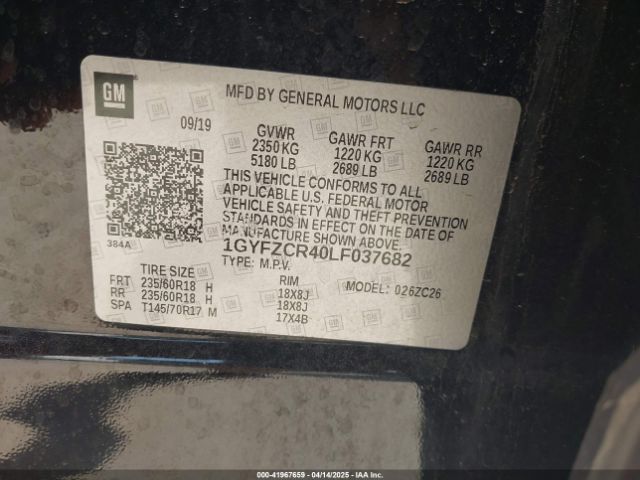 GM
MFD BY GENERAL MOTORS LLC
09/19
GVWR GAWR FRT GAWR RR
2350 KG 1220 KG 1220 KG
5180 LB 2689 LB 2689 LB
THIS VEHICLE CONFORMS TO ALL
APPLICABLE U.S. FEDERAL MOTOR
VEHICLE SAFETY AND THEFT PREVENTION
STANDARDS IN EFFECT ON THE DATE OF
MANUFACTURE SHOWN ABOVE.
384A
1GYFZCR40LF037682
TYPE: M.P.V. MODEL: 026ZC26
TIRE SIZE RIM
FRT 235/60R18 H 18X8J
RR 235/60R18 H 18X8J
SPA T145/70R17 M 17X4B
000-41967659 | 04/14/2025 - IAA Inc.